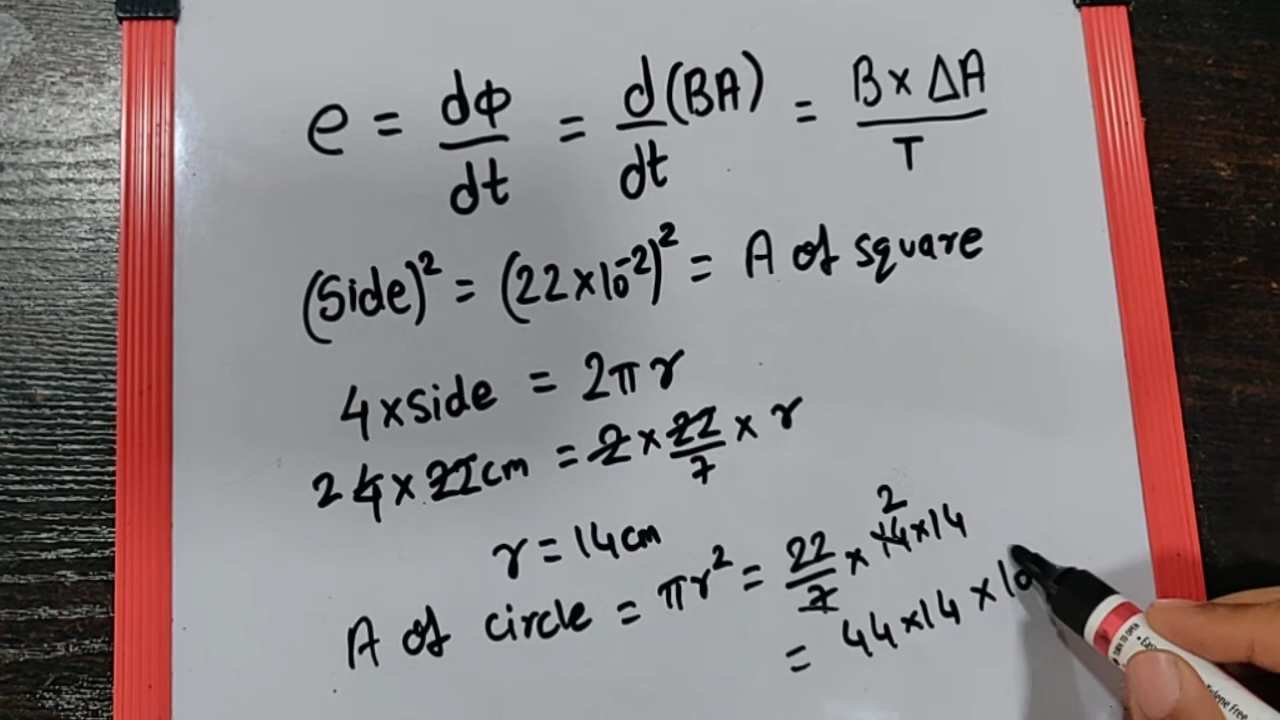 e = dφ/dt = d(BA)/dt = B × ΔA/T
(Side)² = (22×10⁻²)² = A of square
4×side = 2πr
2 4×22cm = 2×22/7×r
r = 14cm
A of circle = πr² = 22/7 × 2 14×14
= 44×14×10